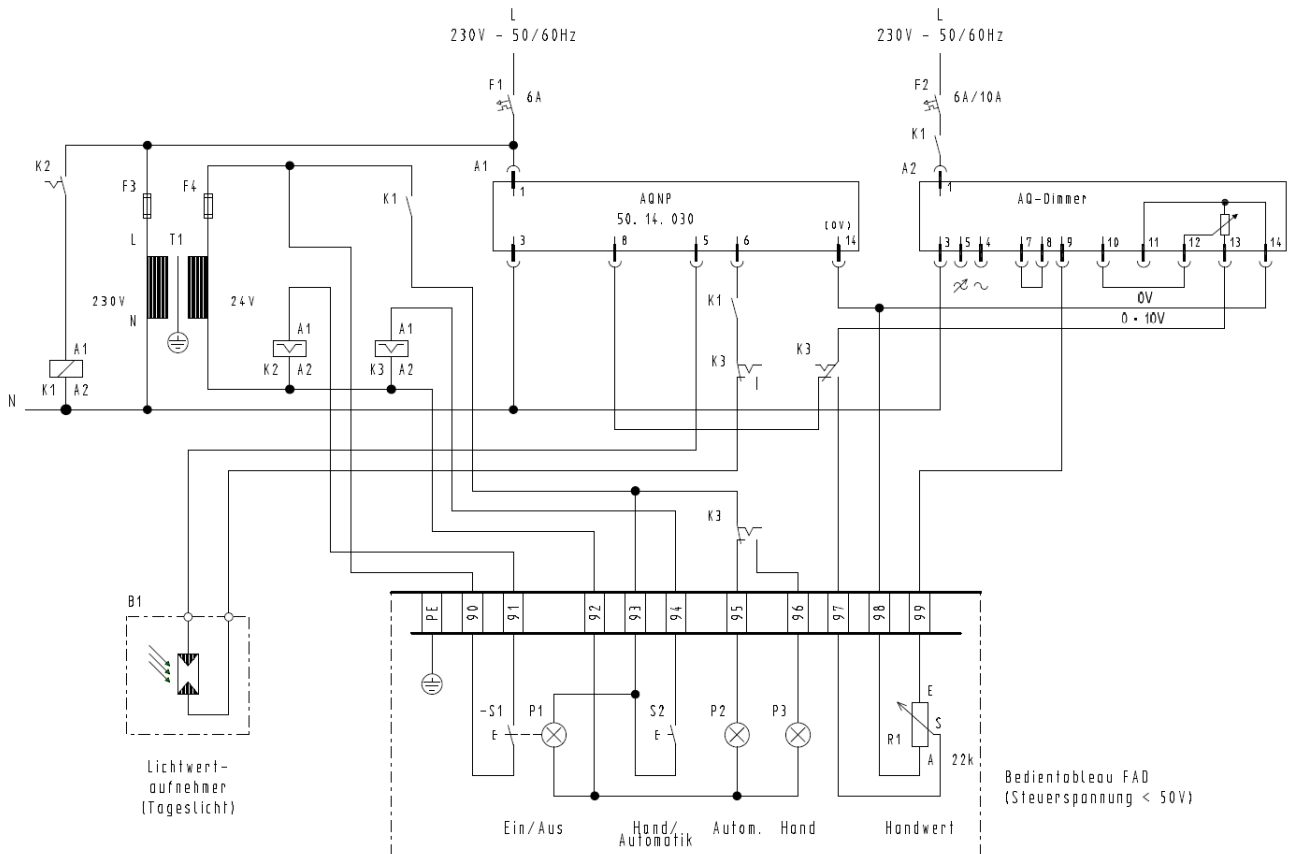 L
230V - 50/60Hz
L
230V - 50/60Hz
F1
6A
F2
6A/10A
K1
K2
F3
F4
K1
A1
1
AQNP
50. 14. 030
(0V)
3
8
5
6
14
A2
1
AQ-Dimmer
3
5
4
7
8
9
10
11
12
13
14
0V
0 - 10V
L
T1
230V
24V
N
K1
K3
K3
A1
K1
A2
A1
K2
A2
A1
K3
A2
N
K3
B1
PE
90
91
92
93
94
95
96
97
98
99
-S1
E
P1
S2
E
P2
P3
E
S
R1
A
22k
Lichtwert-
aufnehmer
(Tageslicht)
Bedientableau FAD
(Steuerspannung < 50V)
Ein/Aus
Hand/
Automatik
Autom.
Hand
Handwert